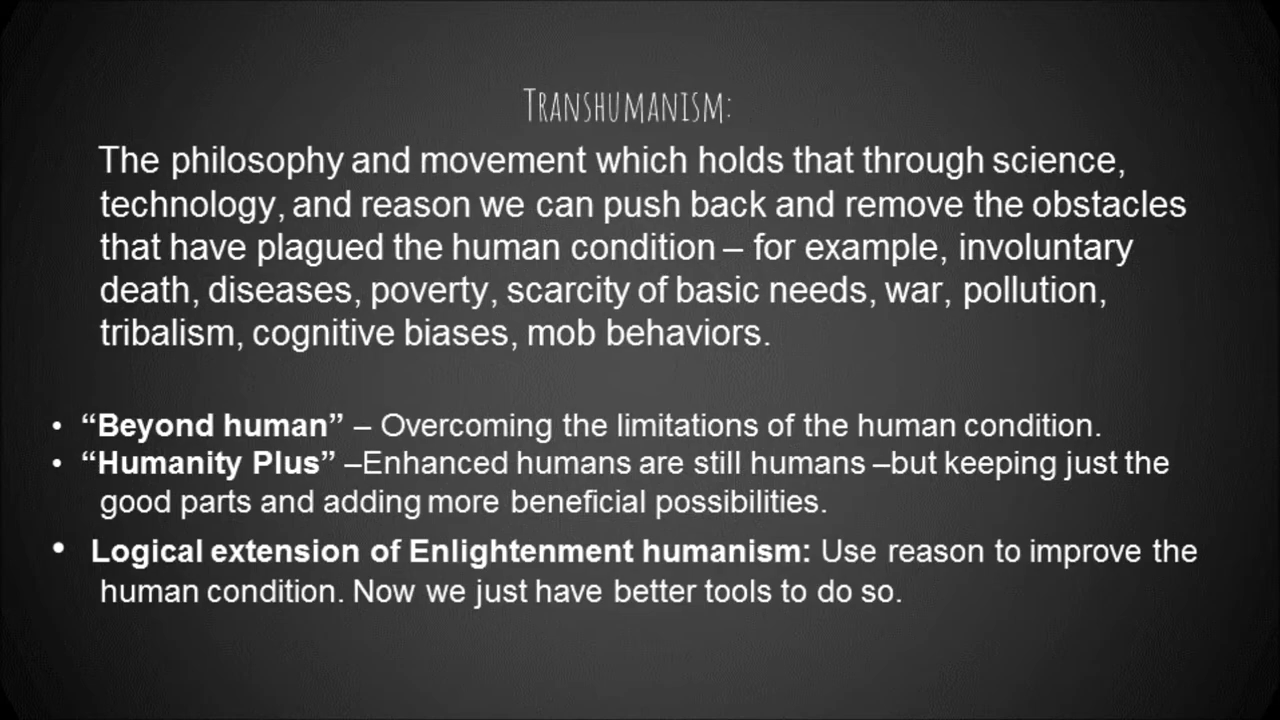 TRANSHUMANISM:
The philosophy and movement which holds that through science,
technology, and reason we can push back and remove the obstacles
that have plagued the human condition – for example, involuntary
death, diseases, poverty, scarcity of basic needs, war, pollution,
tribalism, cognitive biases, mob behaviors.
• “Beyond human” – Overcoming the limitations of the human condition.
• “Humanity Plus” –Enhanced humans are still humans –but keeping just the
good parts and adding more beneficial possibilities.
• Logical extension of Enlightenment humanism: Use reason to improve the
human condition. Now we just have better tools to do so.